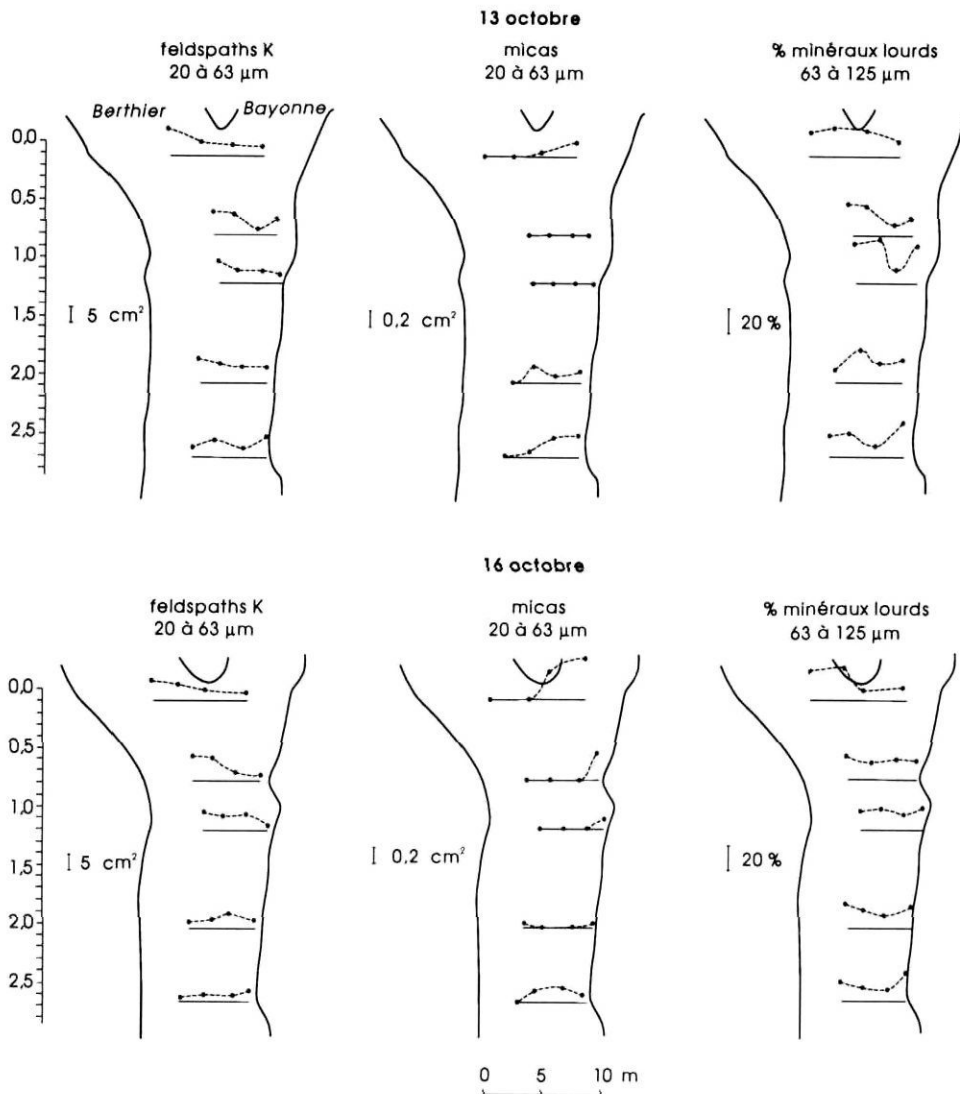 13 octobre
feldspaths K
20 à 63 µm
micas
20 à 63 µm
% minéraux lourds
63 à 125 µm
Berthier
Bayonne
0,0
0,5
1,0
1,5
2,0
2,5
5 cm²
0,2 cm²
20 %
16 octobre
feldspaths K
20 à 63 µm
micas
20 à 63 µm
% minéraux lourds
63 à 125 µm
0,0
0,5
1,0
1,5
2,0
2,5
5 cm²
0,2 cm²
20 %
0 5 10 m